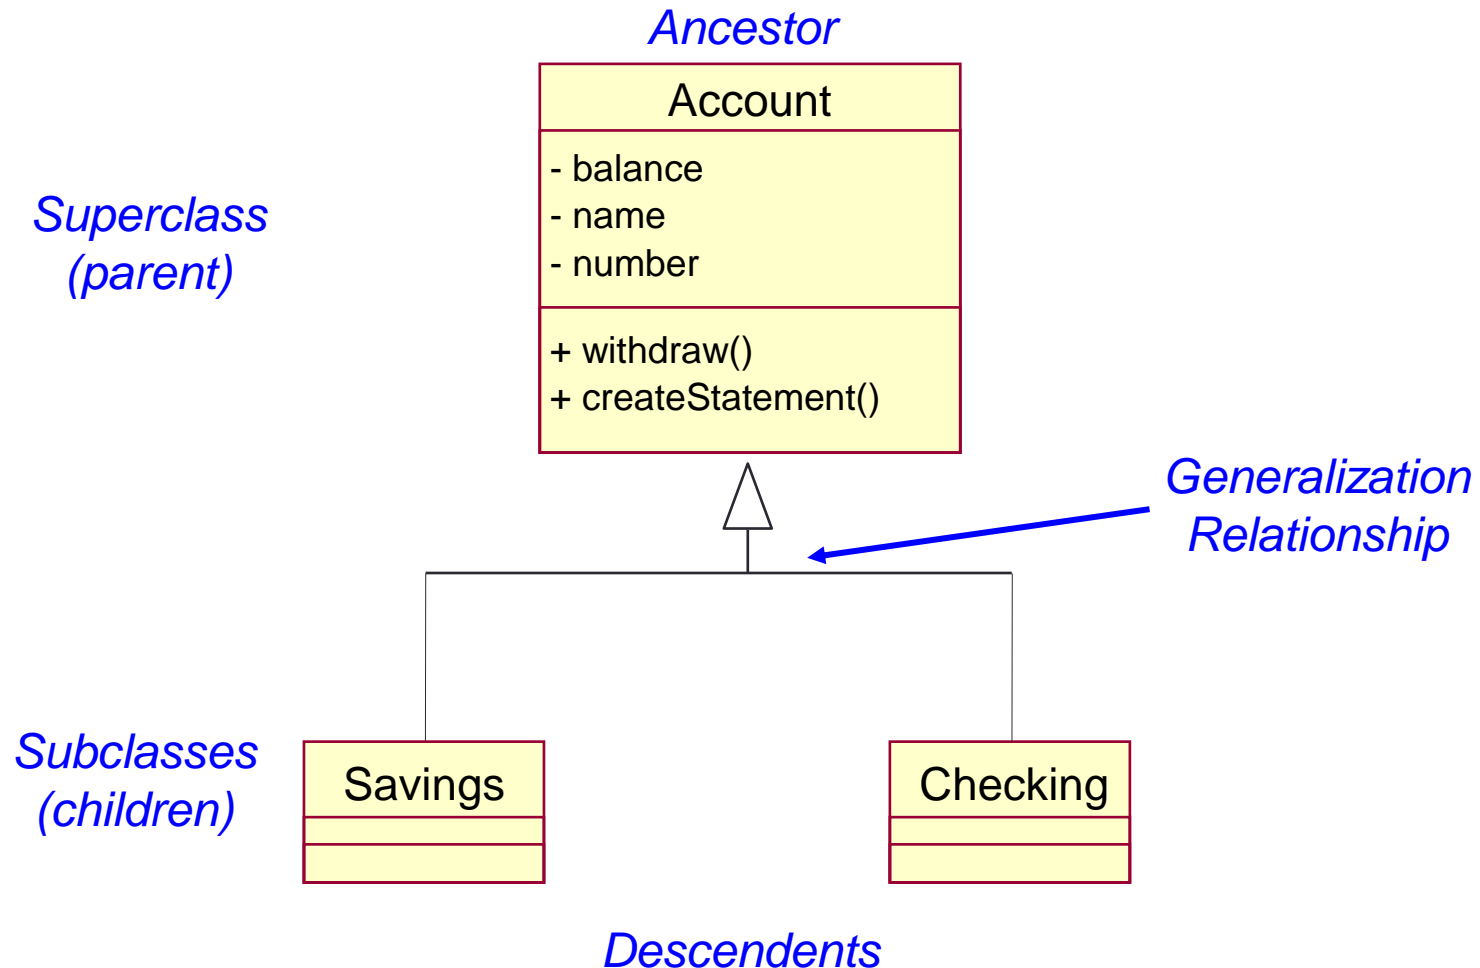 Ancestor
Account
- balance
- name
- number
+ withdraw()
+ createStatement()
Superclass
(parent)
Generalization
Relationship
Subclasses
(children)
Savings
Checking
Descendents